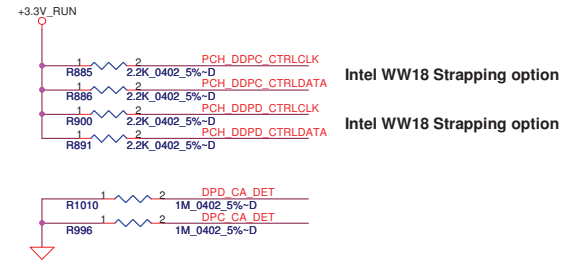 +3.3V_RUN
1 2 PCH_DDPC_CTRLCLK
R885 2.2K_0402_5%~D
Intel WW18 Strapping option
1 2 PCH_DDPC_CTRLDATA
R886 2.2K_0402_5%~D
1 2 PCH_DDPD_CTRLCLK
R900 2.2K_0402_5%~D
Intel WW18 Strapping option
1 2 PCH_DDPD_CTRLDATA
R891 2.2K_0402_5%~D
1 2 DPD_CA_DET
R1010 1M_0402_5%~D
1 2 DPC_CA_DET
R996 1M_0402_5%~D